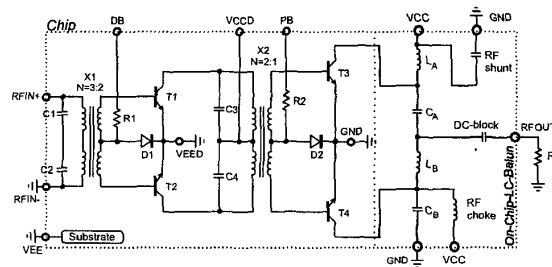 Chip
DB
VCCD
PB
VCC
GND
X1
N=3:2
X2
N=2:1
T1
T3
LA
RF
shunt
RFIN+
C1
R1
C3
R2
CA
D1
VEED
D2
GND
DC-block
RFOUT
C2
C4
LB
R
RFIN-
T2
T4
CB
RF
choke
VEE
Substrate
GND
VCC
On-Chip-LC-Balun